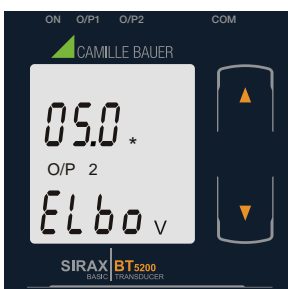 ON O/P1 O/P2 COM
CAMILLE BAUER
05.0 *
O/P 2
ELbo V
SIRAX BT5200
BASIC TRANSDUCER